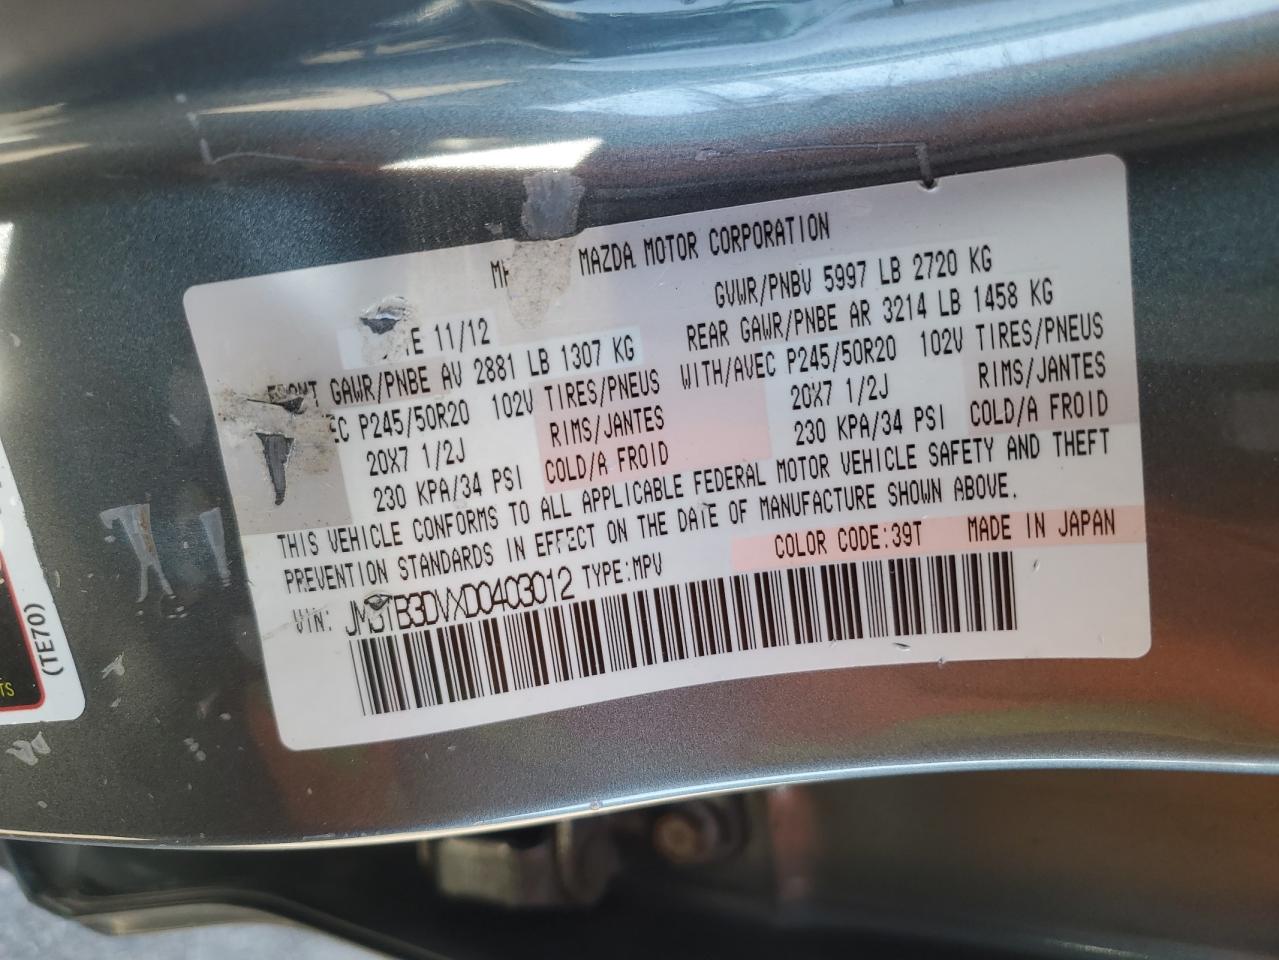 MAZDA MOTOR CORPORATION
11/12 GVWR/PNBV 5997 LB 2720 KG
GAWR/PNBE AV 2881 LB 1307 KG REAR GAWR/PNBE AR 3214 LB 1458 KG
P245/50R20 102V TIRES/PNEUS WITH/AVEC P245/50R20 102V TIRES/PNEUS
20X7 1/2J RIMS/JANTES 20X7 1/2J RIMS/JANTES
230 KPA/34 PSI COLD/A FROID 230 KPA/34 PSI COLD/A FROID
THIS VEHICLE CONFORMS TO ALL APPLICABLE FEDERAL MOTOR VEHICLE SAFETY AND THEFT
PREVENTION STANDARDS IN EFFECT ON THE DATE OF MANUFACTURE SHOWN ABOVE.
VIN: JM3TB3DVXD0403012 TYPE:MPV COLOR CODE:39T MADE IN JAPAN
(TE70)